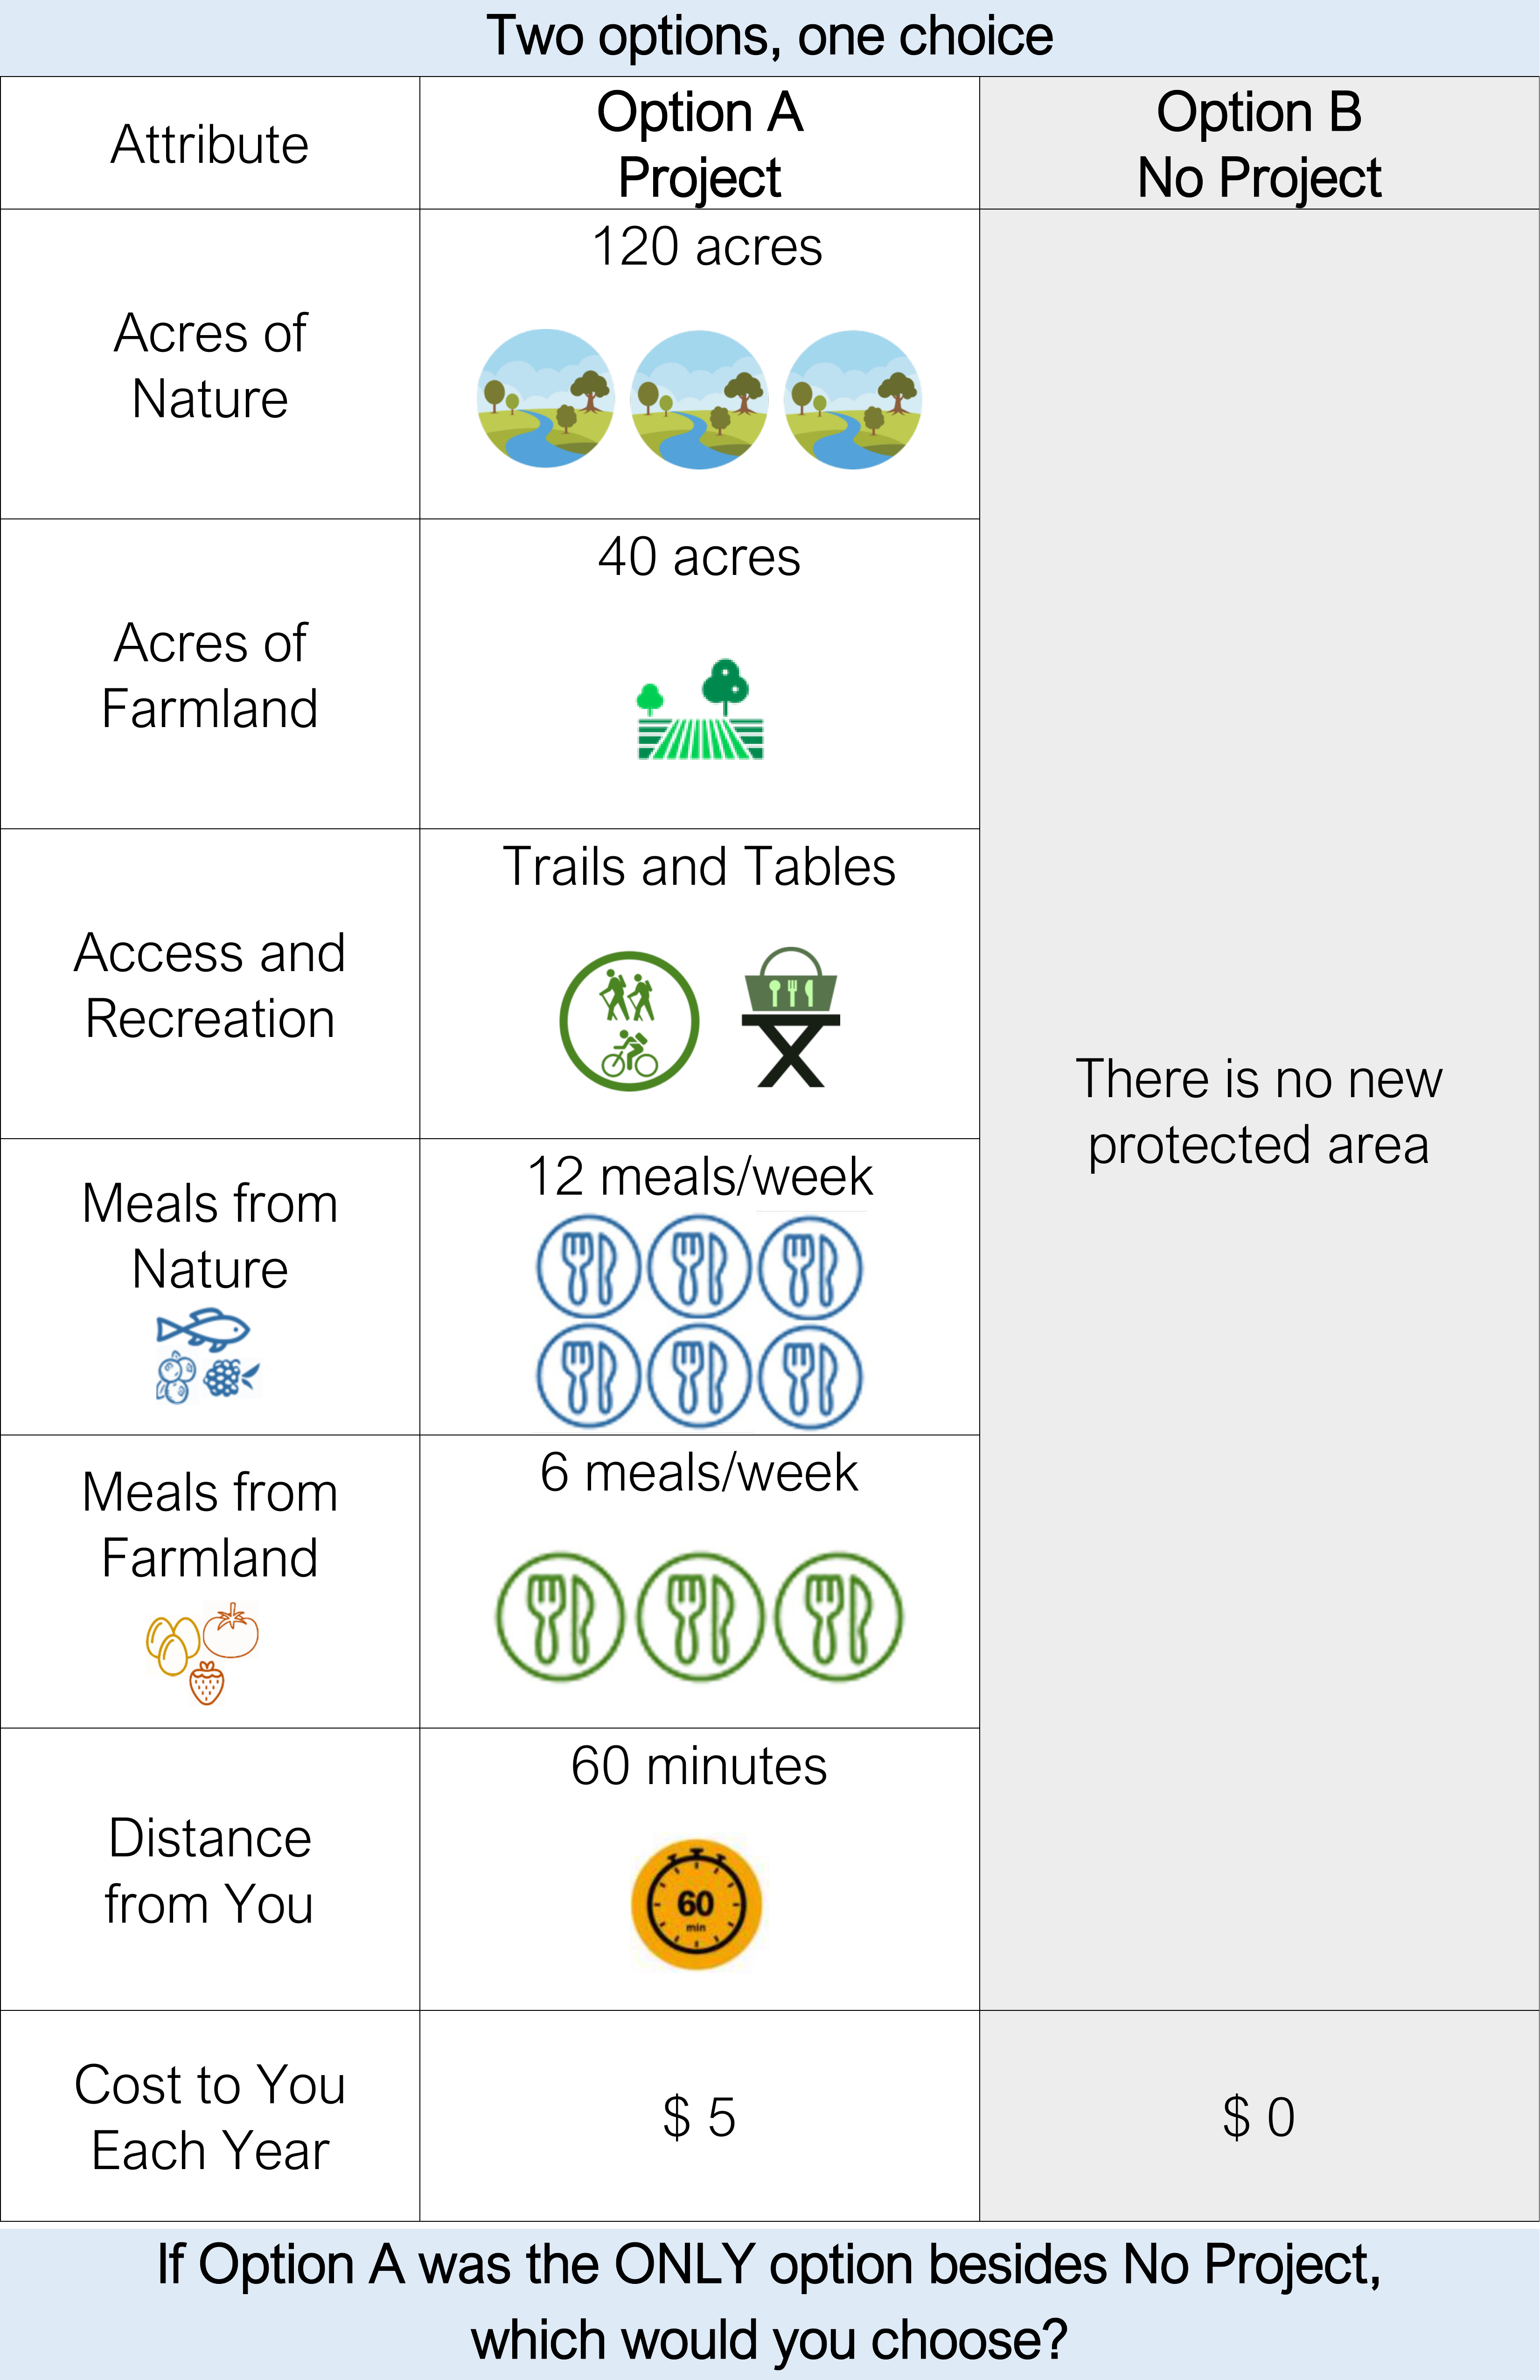 Two options, one choice
Attribute
Option A
Project
Option B
No Project
Acres of
Nature
120 acres
Acres of
Farmland
40 acres
Access and
Recreation
Trails and Tables
There is no new
protected area
Meals from
Nature
12 meals/week
Meals from
Farmland
6 meals/week
Distance
from You
60 minutes
60
min
Cost to You
Each Year
$ 5
$ 0
If Option A was the ONLY option besides No Project,
which would you choose?